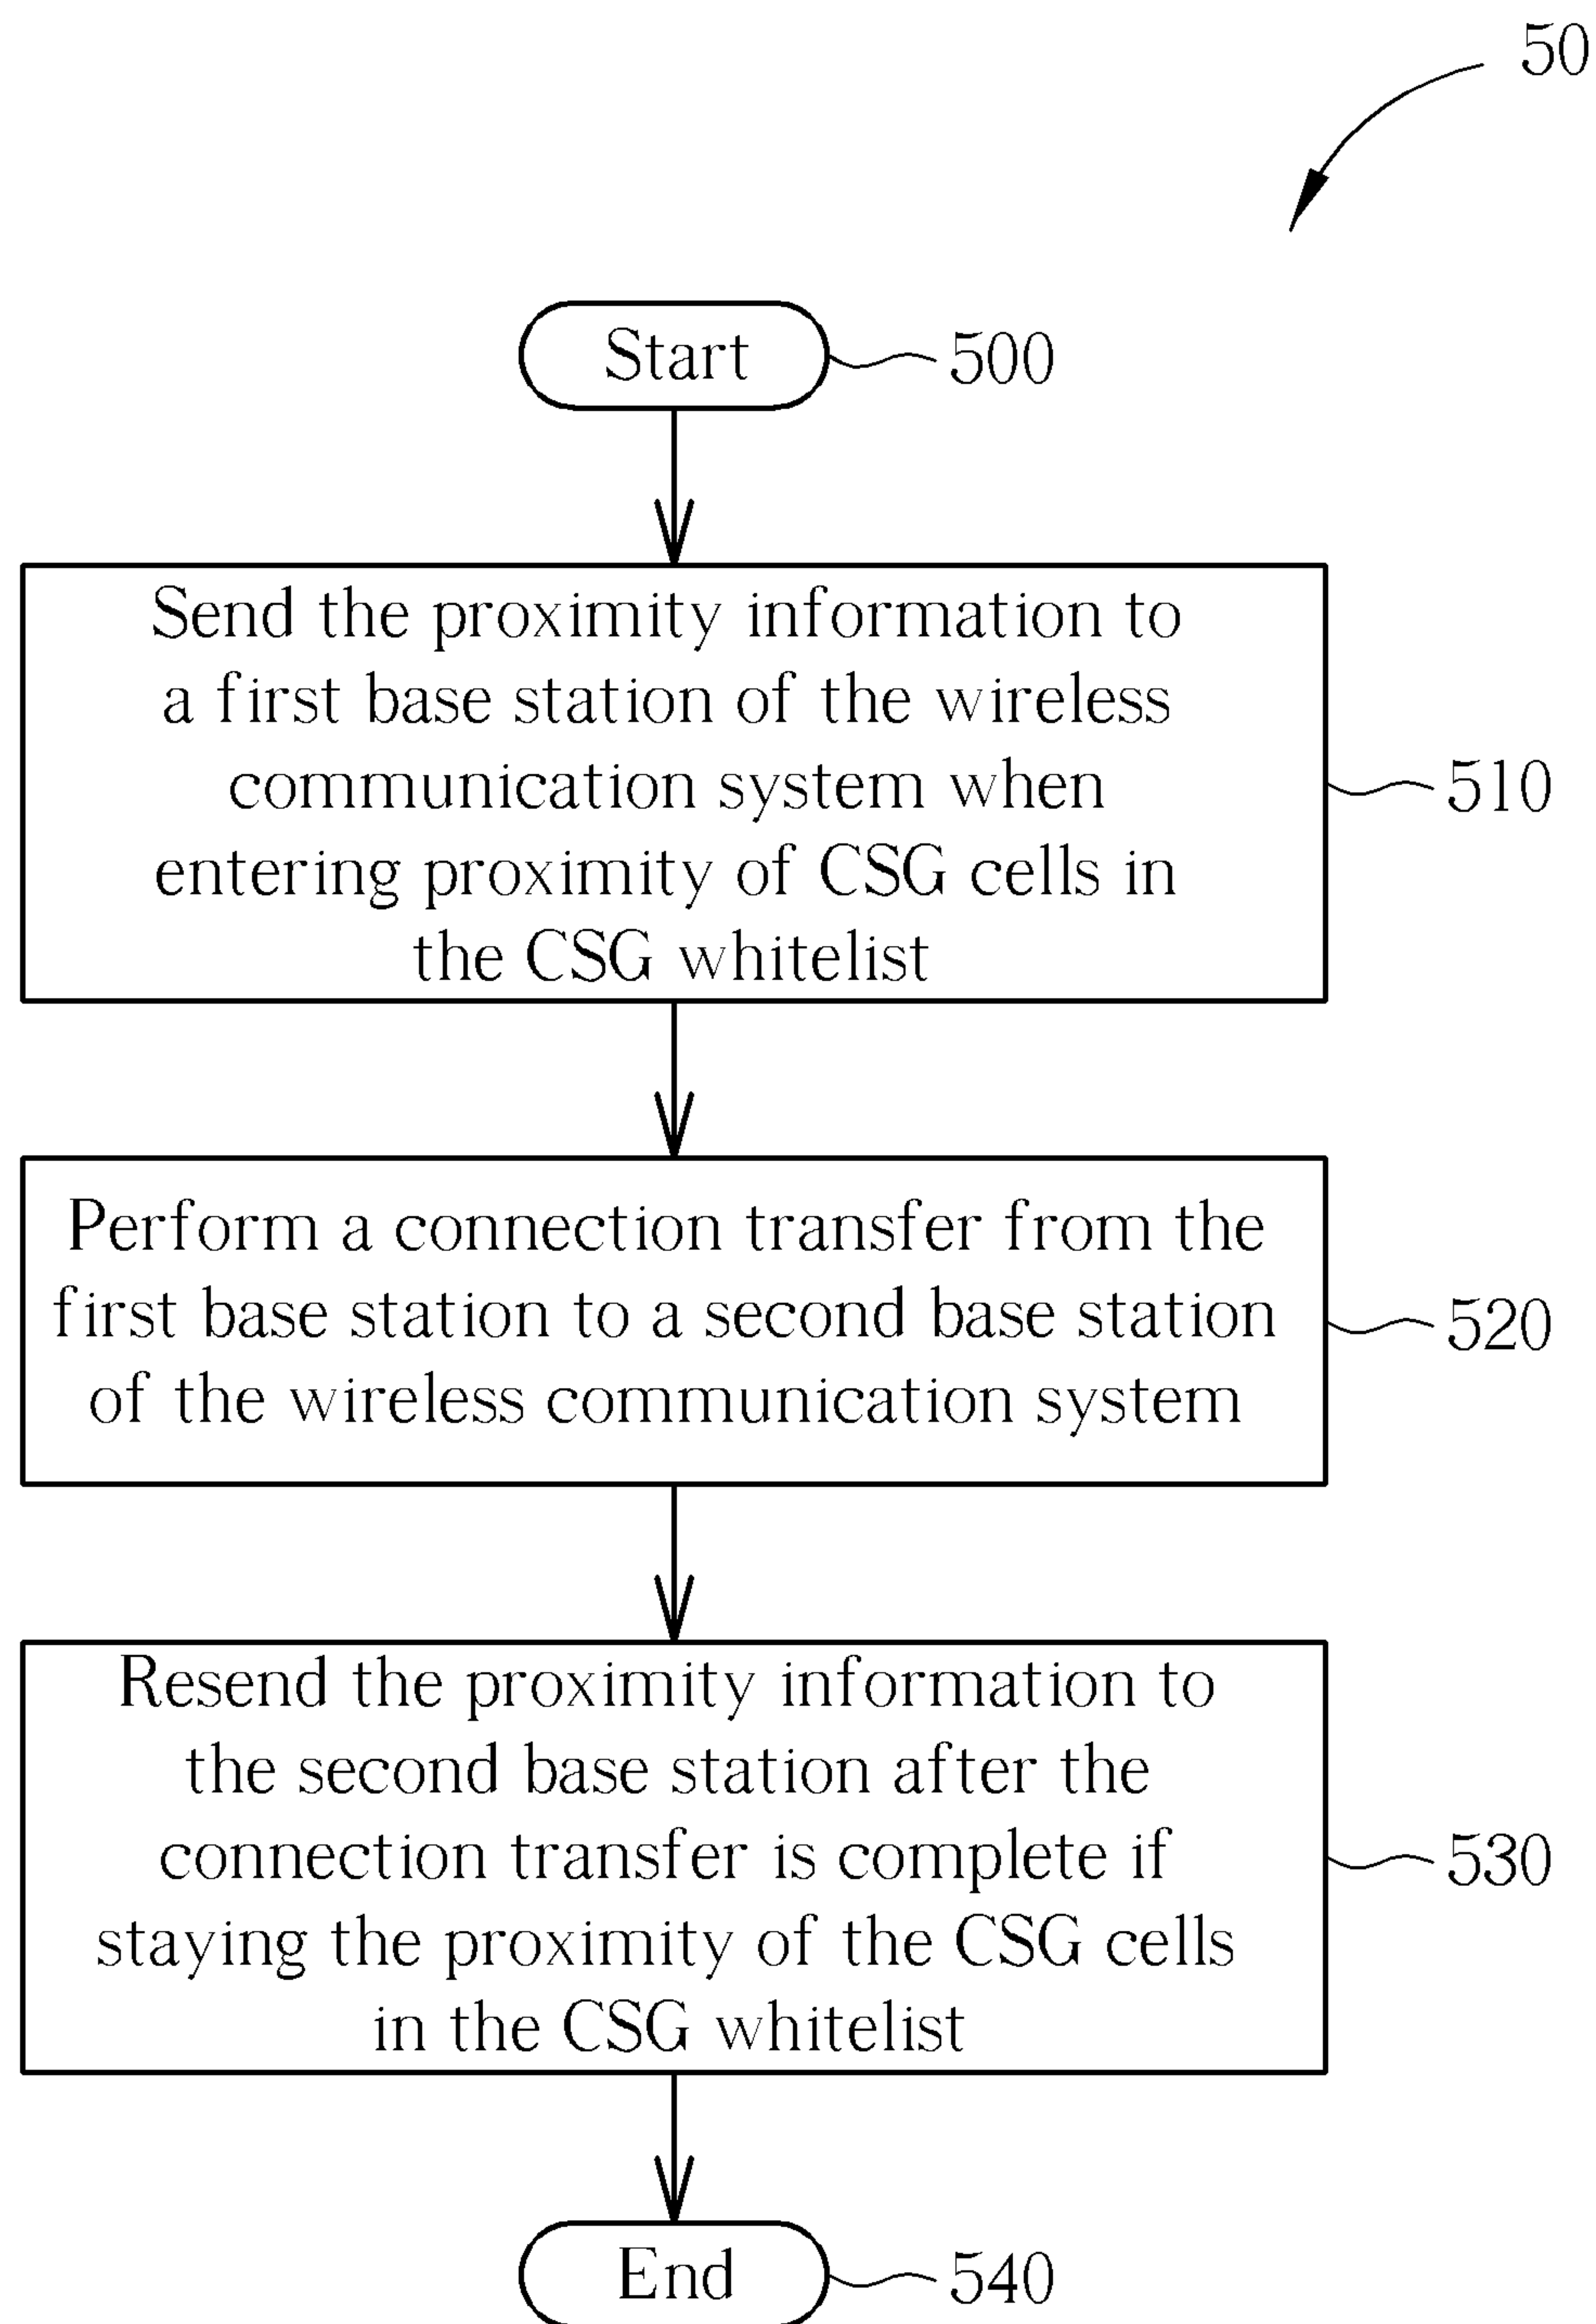 50
Start
500
Send the proximity information to
a first base station of the wireless
communication system when
entering proximity of CSG cells in
the CSG whitelist
510
Perform a connection transfer from the
first base station to a second base station
of the wireless communication system
520
Resend the proximity information to
the second base station after the
connection transfer is complete if
staying the proximity of the CSG cells
in the CSG whitelist
530
End
540